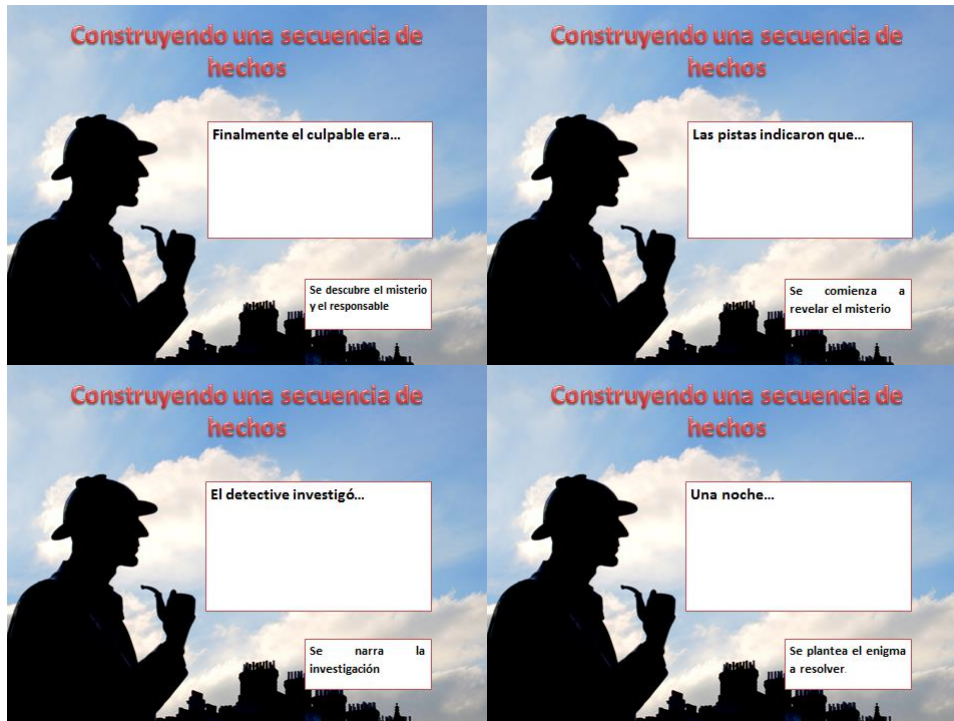 Construyendo una secuencia de
hechos
Finalmente el culpable era...
Se descubre el misterio
y el responsable
Construyendo una secuencia de
hechos
Las pistas indicaron que...
Se comienza a
revelar el misterio
Construyendo una secuencia de
hechos
El detective investigó...
Se narra la
investigación
Construyendo una secuencia de
hechos
Una noche...
Se plantea el enigma
a resolver.